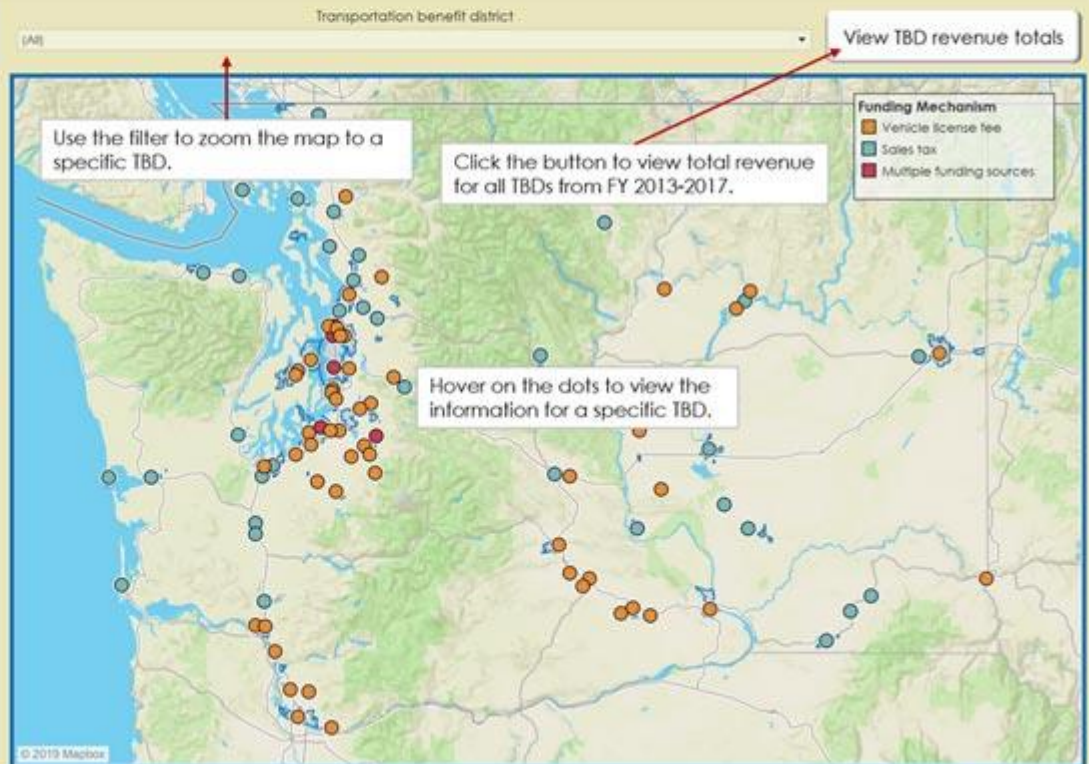 Transportation benefit district
(All)
View TBD revenue totals
Use the filter to zoom the map to a
specific TBD.
Click the button to view total revenue
for all TBDs from FY 2013-2017.
Funding Mechanism
Vehicle license fee
Sales tax
Multiple funding sources
Hover on the dots to view the
information for a specific TBD.
© 2019 Mapbox